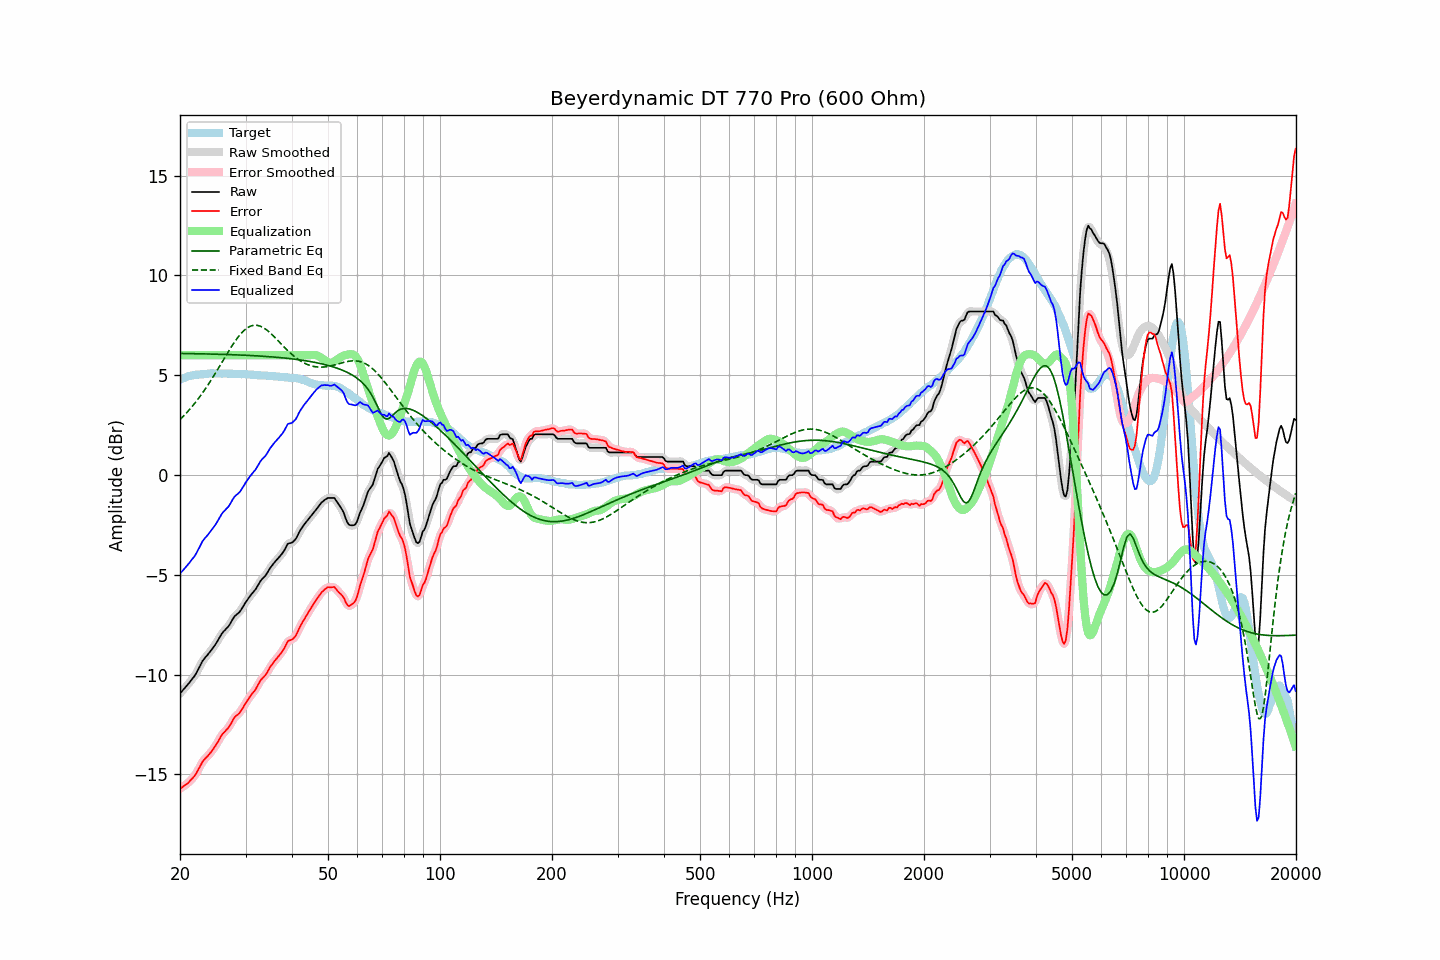 Beyerdynamic DT 770 Pro (600 Ohm)
Target
Raw Smoothed
Error Smoothed
Raw
Error
Equalization
Parametric Eq
Fixed Band Eq
Equalized
Amplitude (dBr)
15
10
5
0
−5
−10
−15
20 50 100 200 500 1000 2000 5000 10000 20000
Frequency (Hz)